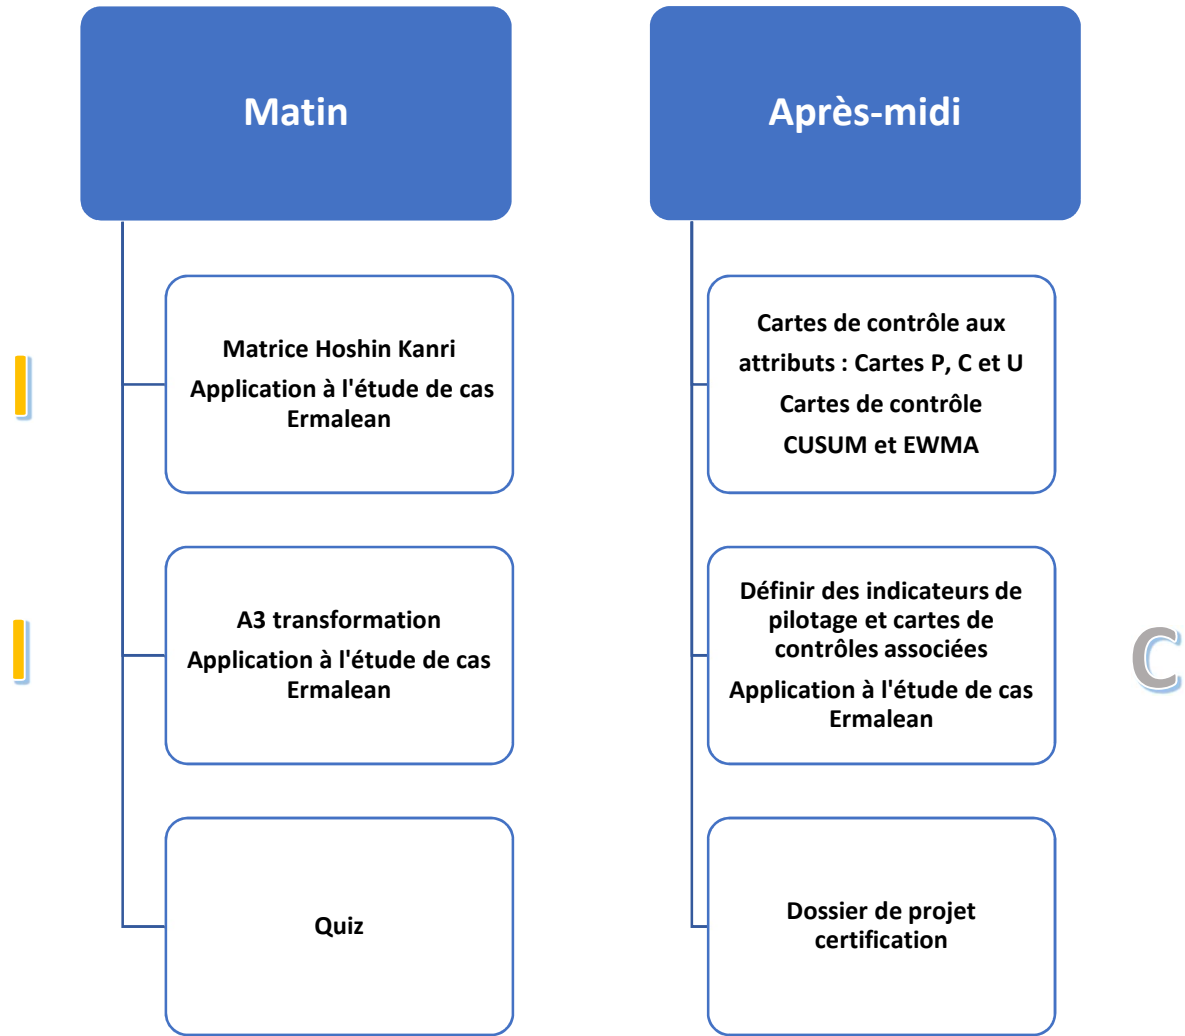 Matin
Matrice Hoshin Kanri
Application à l'étude de cas
Ermalean
I
A3 transformation
Application à l'étude de cas
Ermalean
I
Quiz
Après-midi
Cartes de contrôle aux
attributs : Cartes P, C et U
Cartes de contrôle
CUSUM et EWMA
Définir des indicateurs de
pilotage et cartes de
contrôles associées
Application à l'étude de cas
Ermalean
C
Dossier de projet
certification